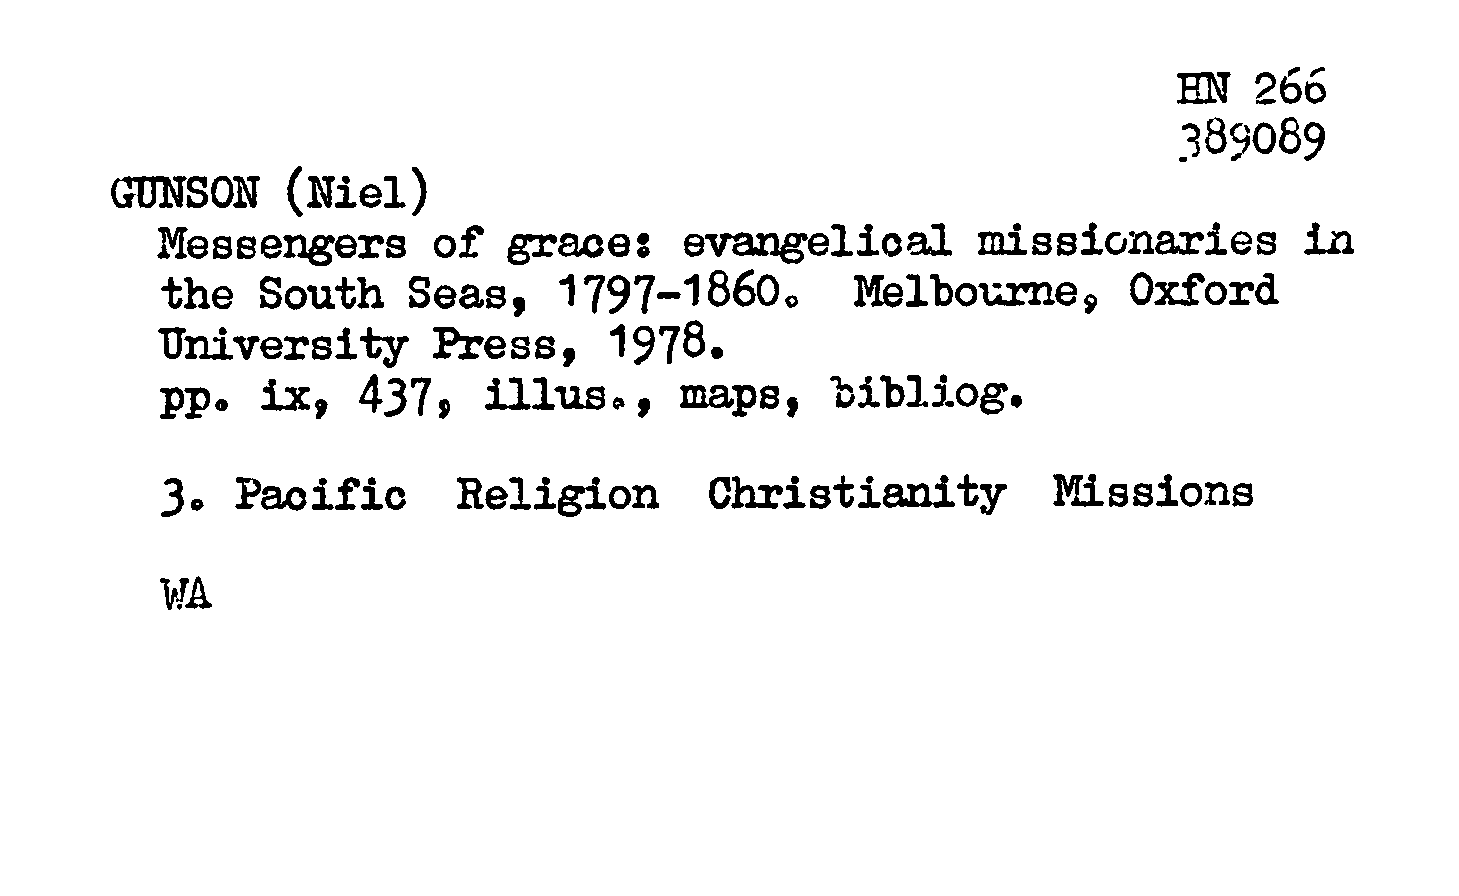 HN 266
389089
GUNSON (Niel)
Messengers of grace: evangelical missionaries in
the South Seas, 1797-1860. Melbourne, Oxford
University Press, 1978.
pp. ix, 437, illus., maps, bibliog.
3. Pacific Religion Christianity Missions
WA